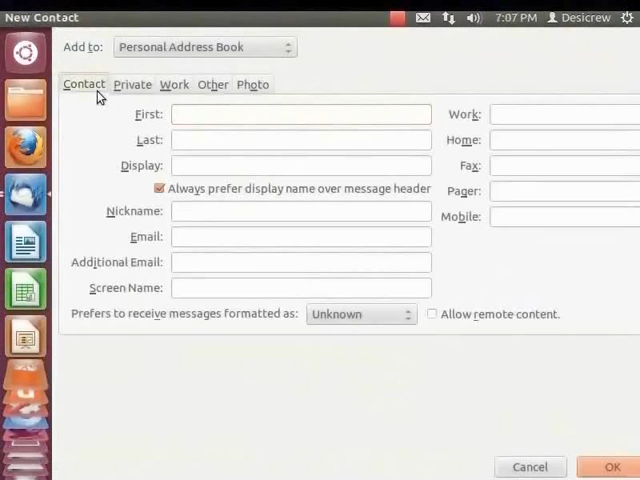 New Contact 7:07 PM Desicrew
Add to: Personal Address Book
Contact Private Work Other Photo
First: Work:
Last: Home:
Display: Fax:
Always prefer display name over message header Pager:
Nickname: Mobile:
Email:
Additional Email:
Screen Name:
Prefers to receive messages formatted as: Unknown Allow remote content.
Cancel OK